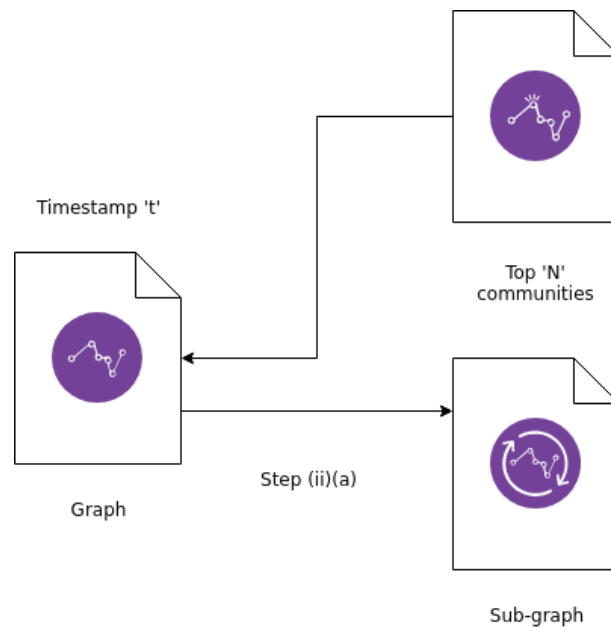 Timestamp 't'
Top 'N'
communities
Graph
Step (ii)(a)
Sub-graph